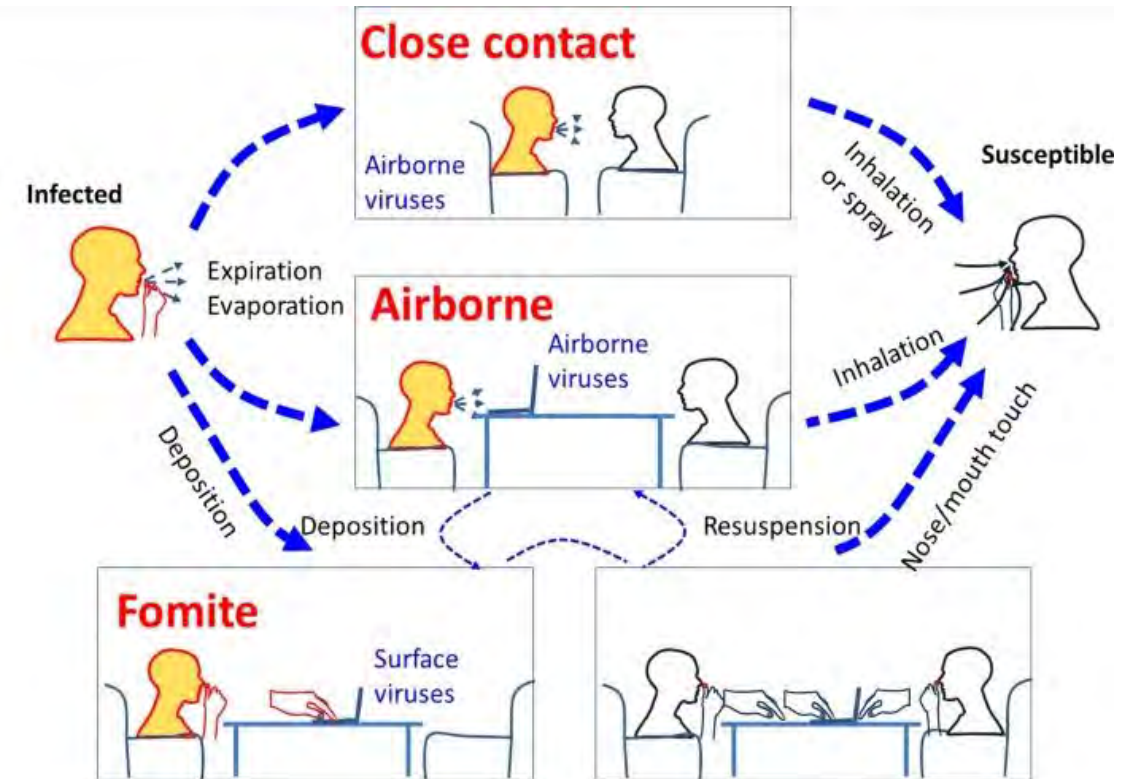 Close contact
Airborne
viruses
Infected
Susceptible
Inhalation
or spray
Expiration
Evaporation
Airborne
Airborne
viruses
Inhalation
Deposition
Deposition
Resuspension
Nose/mouth touch
Fomite
Surface
viruses